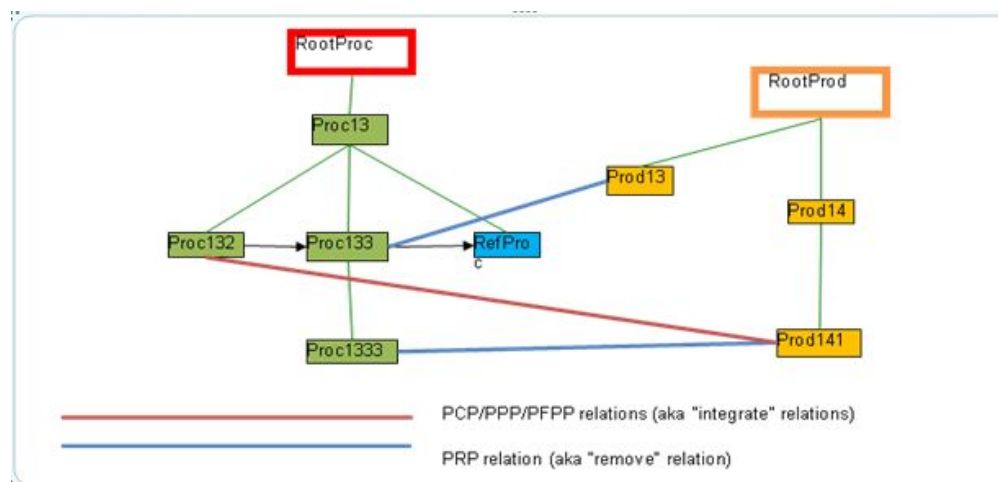 RootProc
RootProd
Proc13
Prod13
Prod14
Proc132
Proc133
RefPro
c
Proc1333
Prod141
PCP/PPP/PFPP relations (aka "integrate" relations)
PRP relation (aka "remove" relation)